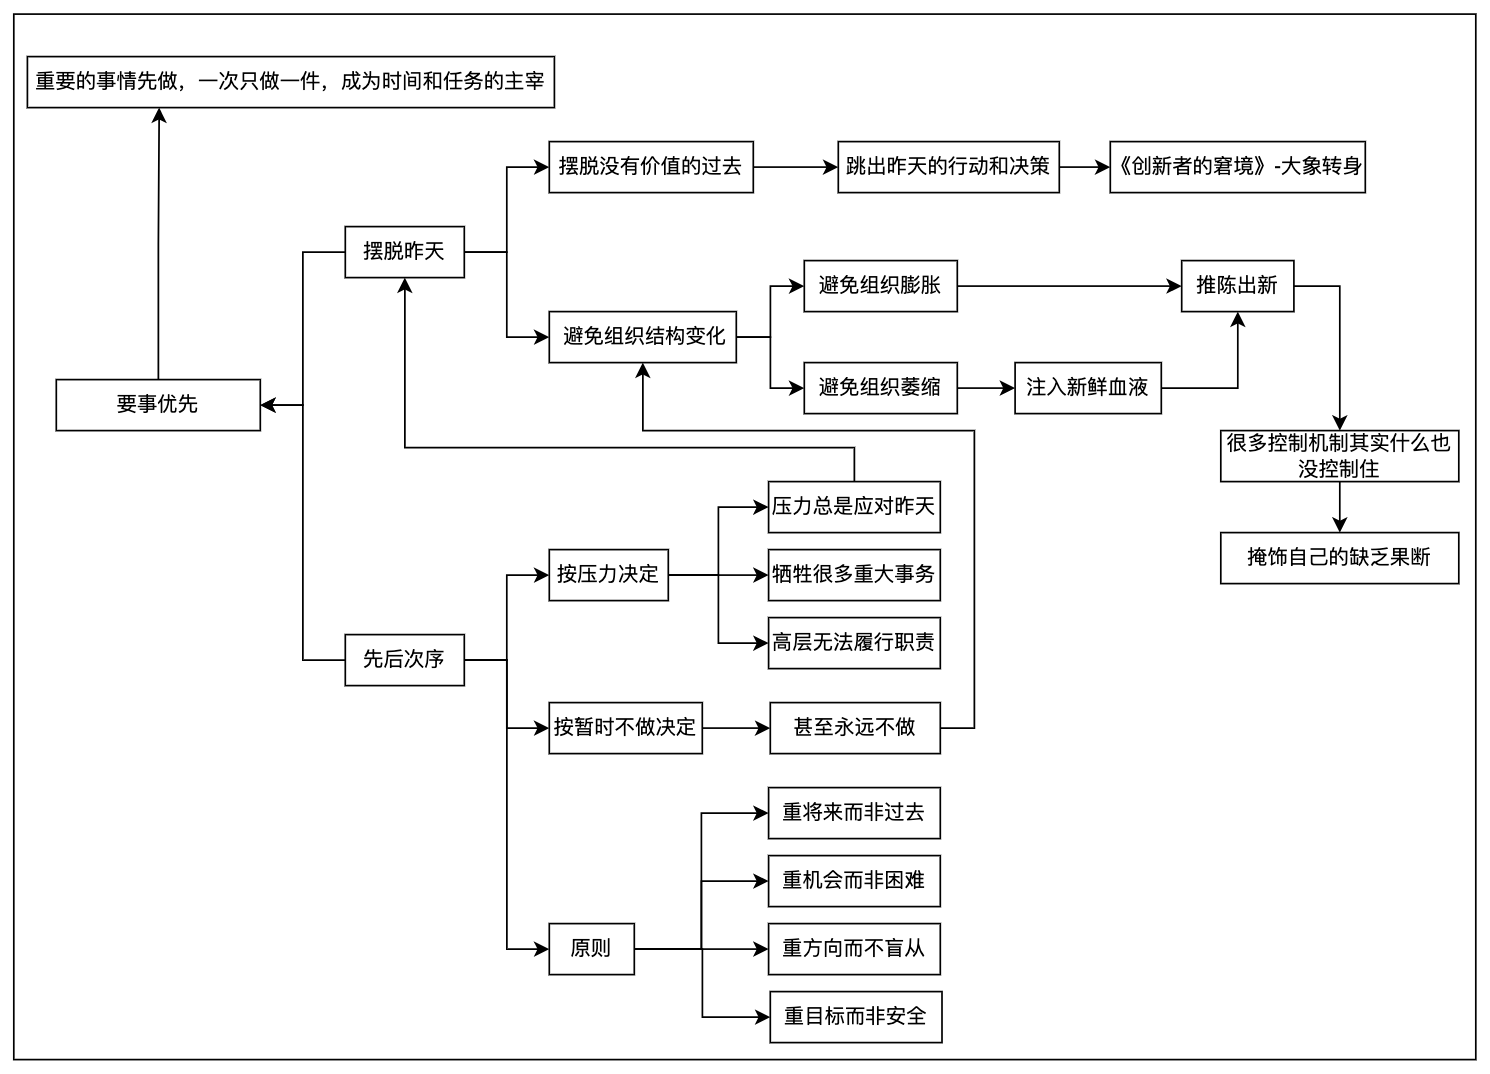 重要的事情先做，一次只做一件，成为时间和任务的主宰
摆脱没有价值的过去
跳出昨天的行动和决策
《创新者的窘境》-大象转身
摆脱昨天
避免组织膨胀
推陈出新
避免组织结构变化
避免组织萎缩
注入新鲜血液
要事优先
很多控制机制其实什么也
没控制住
压力总是应对昨天
掩饰自己的缺乏果断
按压力决定
牺牲很多重大事务
高层无法履行职责
先后次序
按暂时不做决定
甚至永远不做
重将来而非过去
重机会而非困难
原则
重方向而不盲从
重目标而非安全